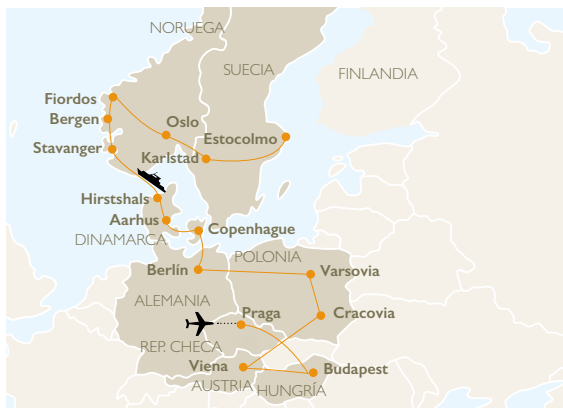 NORUEGA
SUECIA
FINLANDIA
Fiordos
Bergen
Oslo
Estocolmo
Stavanger
Karlstad
Hirstshals
Aarhus
Copenhague
DINAMARCA
POLONIA
Berlín
Varsovia
ALEMANIA
Praga
Cracovia
REP. CHECA
Viena
Budapest
AUSTRIA
HUNGRÍA